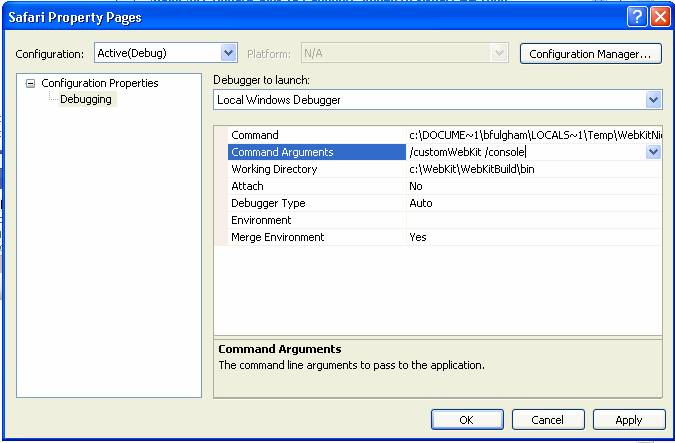 Safari Property Pages
Configuration: Active(Debug) Platform: N/A Configuration Manager...
Configuration Properties
Debugging
Debugger to launch:
Local Windows Debugger
Command c:\DOCUME~1\bfulgham\LOCALS~1\Temp\WebKitNi
Command Arguments /customWebKit /console
Working Directory c:\WebKit\WebKitBuild\bin
Attach No
Debugger Type Auto
Environment
Merge Environment Yes
Command Arguments
The command line arguments to pass to the application.
OK Cancel Apply